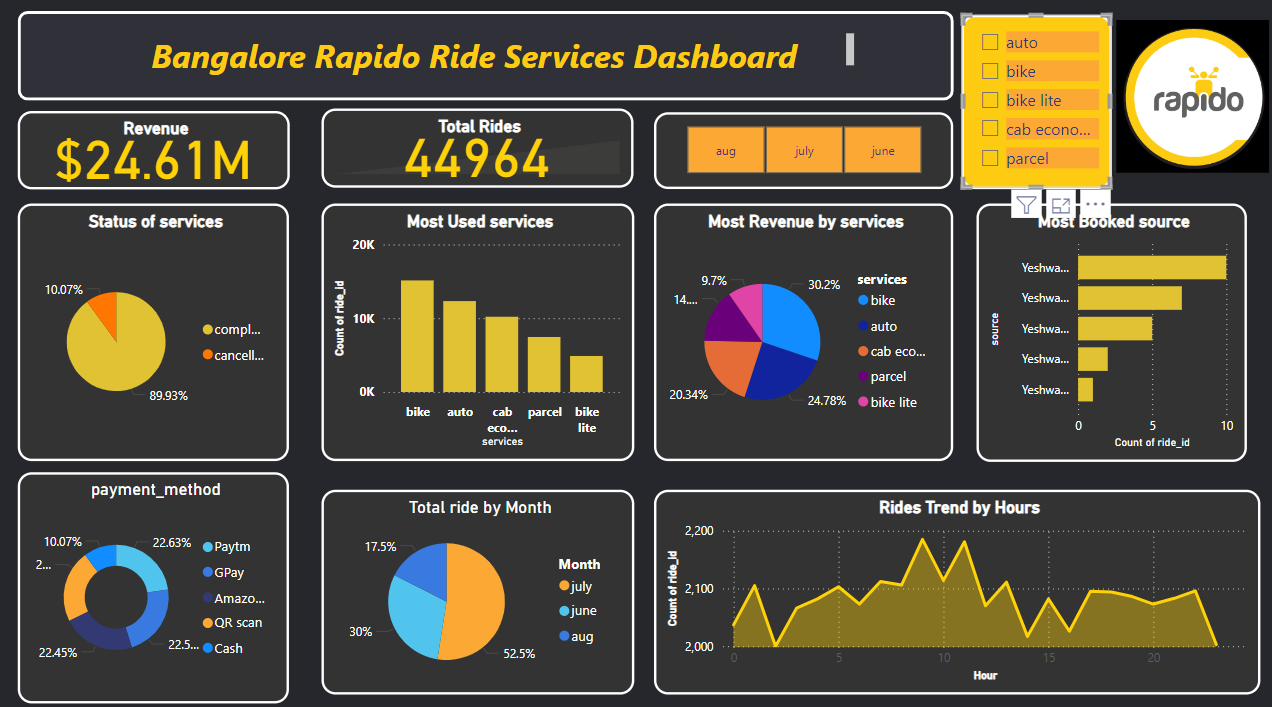 Bangalore Rapido Ride Services Dashboard
auto
bike
bike lite
cab econo...
parcel
rapido
Revenue
$24.61M
Total Rides
44964
aug
july
june
Status of services
10.07%
89.93%
compl...
cancell...
Most Used services
20K
10K
0K
Count of ride_id
bike
auto
cab
eco...
parcel
bike
lite
services
Most Revenue by services
9.7%
30.2%
14....
20.34%
24.78%
services
bike
auto
cab eco...
parcel
bike lite
Most Booked source
Yeshwa...
Yeshwa...
Yeshwa...
Yeshwa...
Yeshwa...
source
0
5
10
Count of ride_id
payment_method
10.07%
22.63%
2...
22.45%
22.5...
Paytm
GPay
Amazo...
QR scan
Cash
Total ride by Month
17.5%
30%
52.5%
Month
july
june
aug
Rides Trend by Hours
2,200
2,100
2,000
Count of ride_id
0
5
10
15
20
Hour